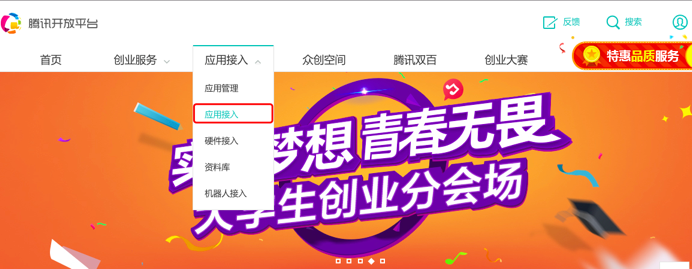 腾讯开放平台
反馈
搜索
首页
创业服务
应用接入
众创空间
腾讯双百
创业大赛
特惠品质服务
应用管理
应用接入
硬件接入
资料库
机器人接入
梦想 青春无畏
大学生创业分会场